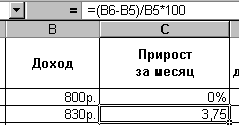 = =(B6-B5)/B5*100
B C
Доход Прирост за месяц
800р. 0%
830р. 3,75